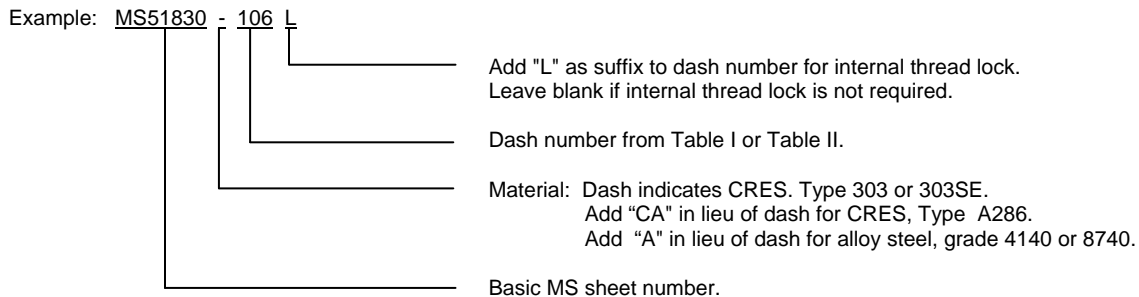 Example: MS51830 - 106 L
Add "L" as suffix to dash number for internal thread lock.
Leave blank if internal thread lock is not required.
Dash number from Table I or Table II.
Material: Dash indicates CRES. Type 303 or 303SE.
Add “CA" in lieu of dash for CRES, Type A286.
Add “A" in lieu of dash for alloy steel, grade 4140 or 8740.
Basic MS sheet number.